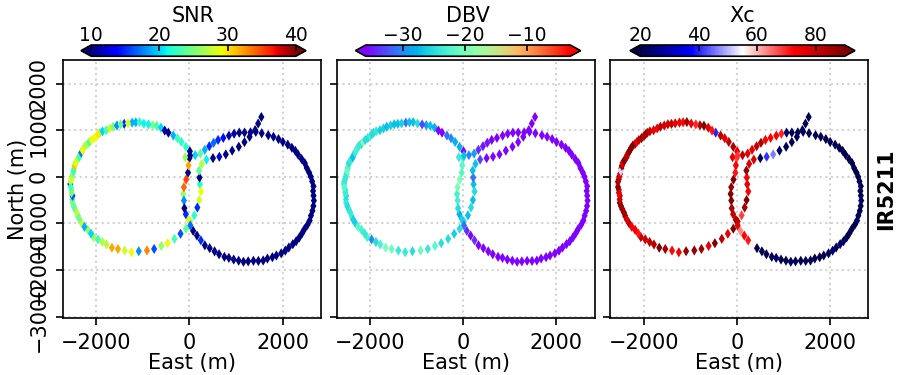 SNR DBV Xc
10 20 30 40 −30 −20 −10 20 40 60 80
North (m)
2000
1000
0
−1000
−2000
−3000
IR5211
−2000 0 2000 −2000 0 2000 −2000 0 2000
East (m) East (m) East (m)